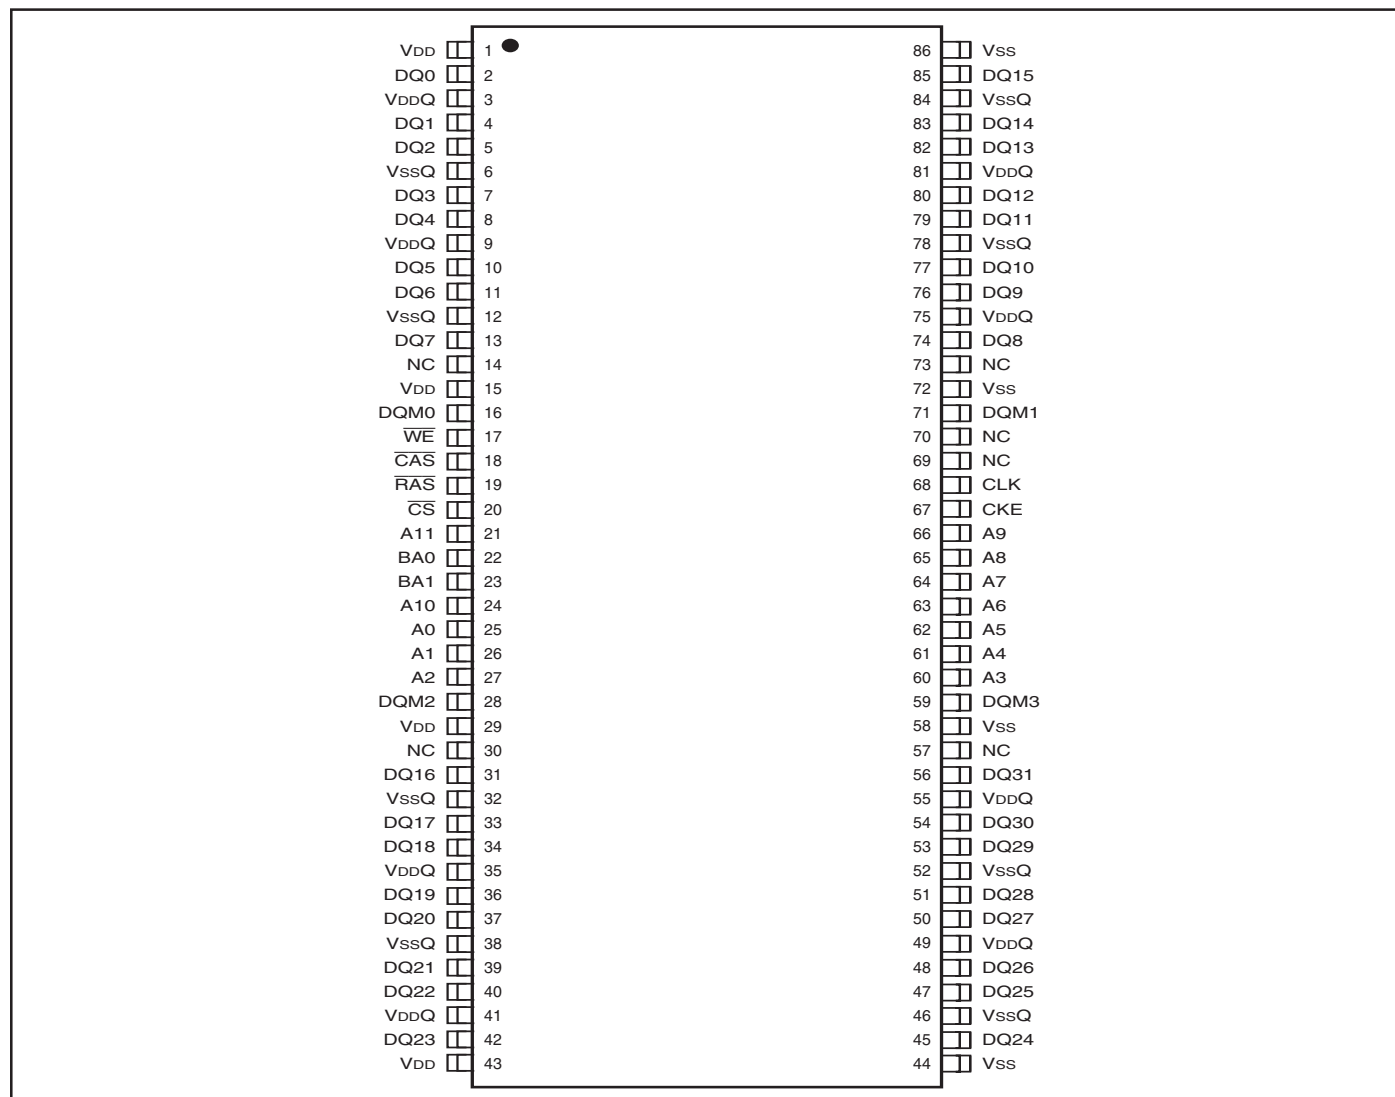 VDD 1 86 VSS
DQ0 2 85 DQ15
VDDQ 3 84 VSSQ
DQ1 4 83 DQ14
DQ2 5 82 DQ13
VSSQ 6 81 VDDQ
DQ3 7 80 DQ12
DQ4 8 79 DQ11
VDDQ 9 78 VSSQ
DQ5 10 77 DQ10
DQ6 11 76 DQ9
VSSQ 12 75 VDDQ
DQ7 13 74 DQ8
NC 14 73 NC
VDD 15 72 VSS
DQM0 16 71 DQM1
W̅E̅ 17 70 NC
C̅A̅S̅ 18 69 NC
R̅A̅S̅ 19 68 CLK
C̅S̅ 20 67 CKE
A11 21 66 A9
BA0 22 65 A8
BA1 23 64 A7
A10 24 63 A6
A0 25 62 A5
A1 26 61 A4
A2 27 60 A3
DQM2 28 59 DQM3
VDD 29 58 VSS
NC 30 57 NC
DQ16 31 56 DQ31
VSSQ 32 55 VDDQ
DQ17 33 54 DQ30
DQ18 34 53 DQ29
VDDQ 35 52 VSSQ
DQ19 36 51 DQ28
DQ20 37 50 DQ27
VSSQ 38 49 VDDQ
DQ21 39 48 DQ26
DQ22 40 47 DQ25
VDDQ 41 46 VSSQ
DQ23 42 45 DQ24
VDD 43 44 VSS